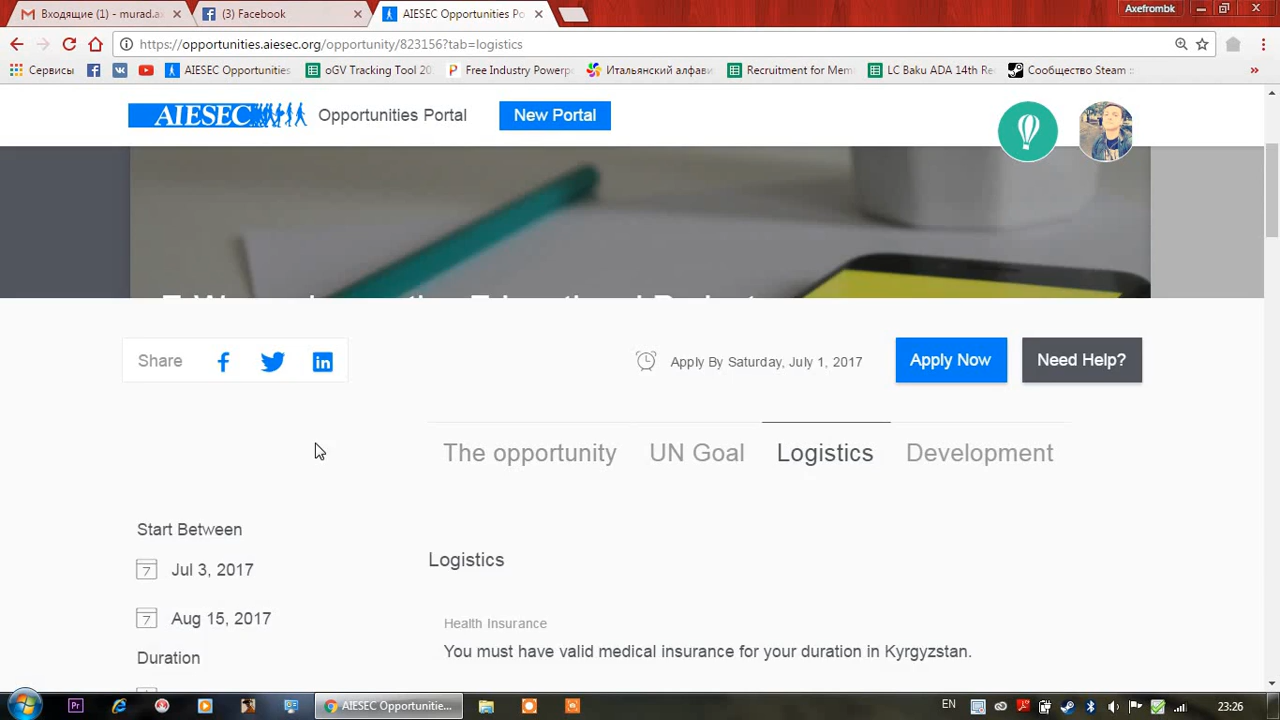 Входящие (1) - murad.a
(3) Facebook
AIESEC Opportunities Po
Axefrombk
https://opportunities.aiesec.org/opportunity/823156?tab=logistics
Сервисы
AIESEC Opportunities
oGV Tracking Tool 20
Free Industry Powerp
Итальянский алфави
Recruitment for Mem
LC Baku ADA 14th Re
Сообщество Steam ::
»
AIESEC
Opportunities Portal
New Portal
Share
Apply By Saturday, July 1, 2017
Apply Now
Need Help?
The opportunity
UN Goal
Logistics
Development
Start Between
7 Jul 3, 2017
7 Aug 15, 2017
Duration
Logistics
Health Insurance
You must have valid medical insurance for your duration in Kyrgyzstan.
Pr
AIESEC Opportunitie...
EN
23:26